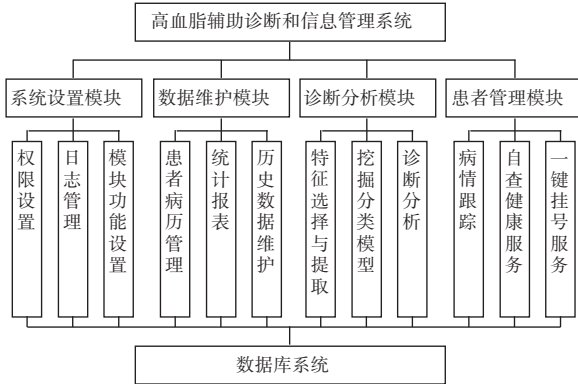 高血脂辅助诊断和信息管理系统
系统设置模块
数据维护模块
诊断分析模块
患者管理模块
权限设置
日志管理
模块功能设置
患者病历管理
统计报表
历史数据维护
特征选择与提取
挖掘分类模型
诊断分析
病情跟踪
自查健康服务
一键挂号服务
数据库系统